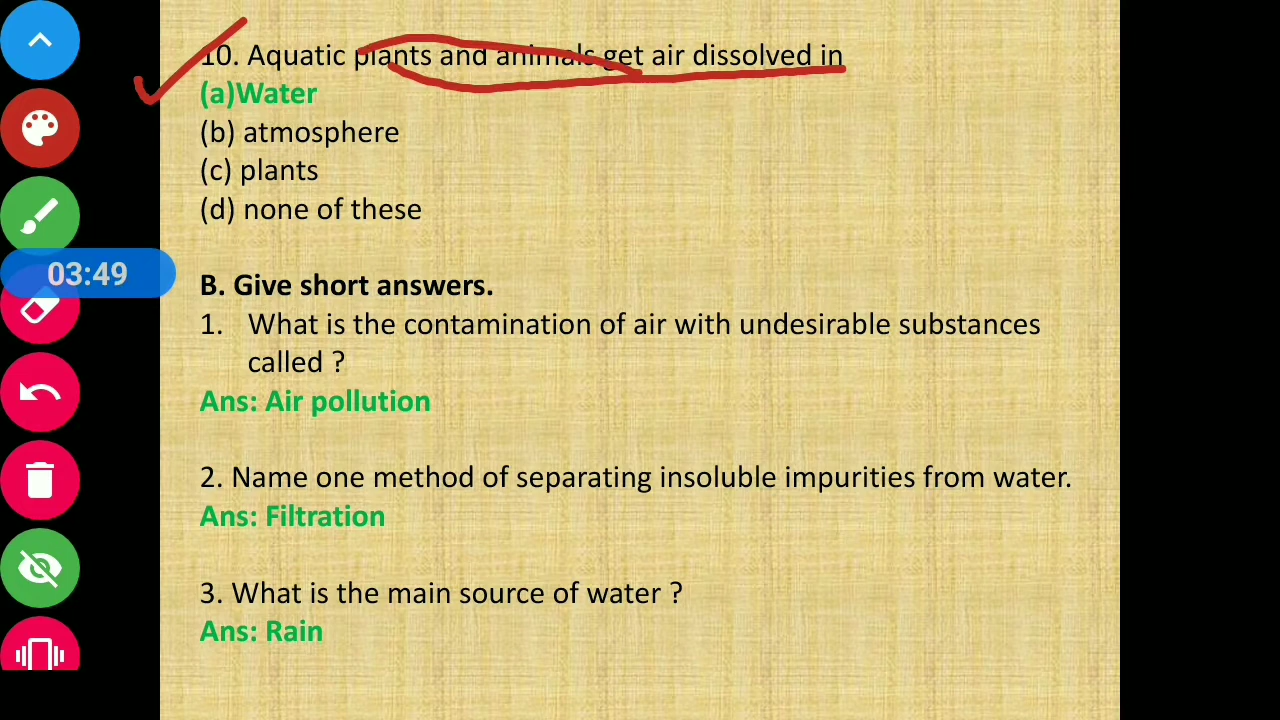 10. Aquatic plants and animals get air dissolved in
(a)Water
(b) atmosphere
(c) plants
(d) none of these
03:49
B. Give short answers.
1. What is the contamination of air with undesirable substances
called ?
Ans: Air pollution
2. Name one method of separating insoluble impurities from water.
Ans: Filtration
3. What is the main source of water ?
Ans: Rain